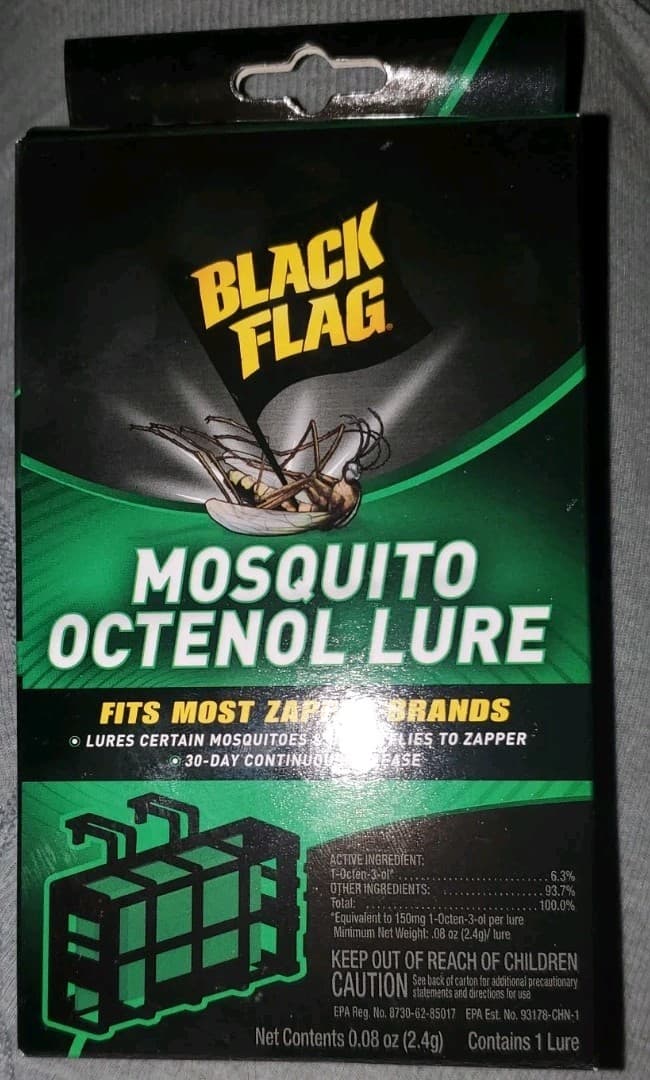 BLACK
FLAG
MOSQUITO
OCTENOL LURE
FITS MOST BRANDS
LURES CERTAIN MOSQUITOES TO ZAPPER
30-DAY
ACTIVE INGREDIENT:
1-Octen-3-ol* 6.3%
OTHER INGREDIENTS: 93.7%
Total: 100.0%
*Equivalent to 150mg 1-Octen-3-ol per lure
Minimum Net Weight: .08 oz (2.4g)/ lure
KEEP OUT OF REACH OF CHILDREN
CAUTION See back of carton for additional precautionary
statements and directions for use
EPA Reg. No. 8730-62-85017 EPA Est. No. 93178-CHN-1
Net Contents 0.08 oz (2.4g) Contains 1 Lure